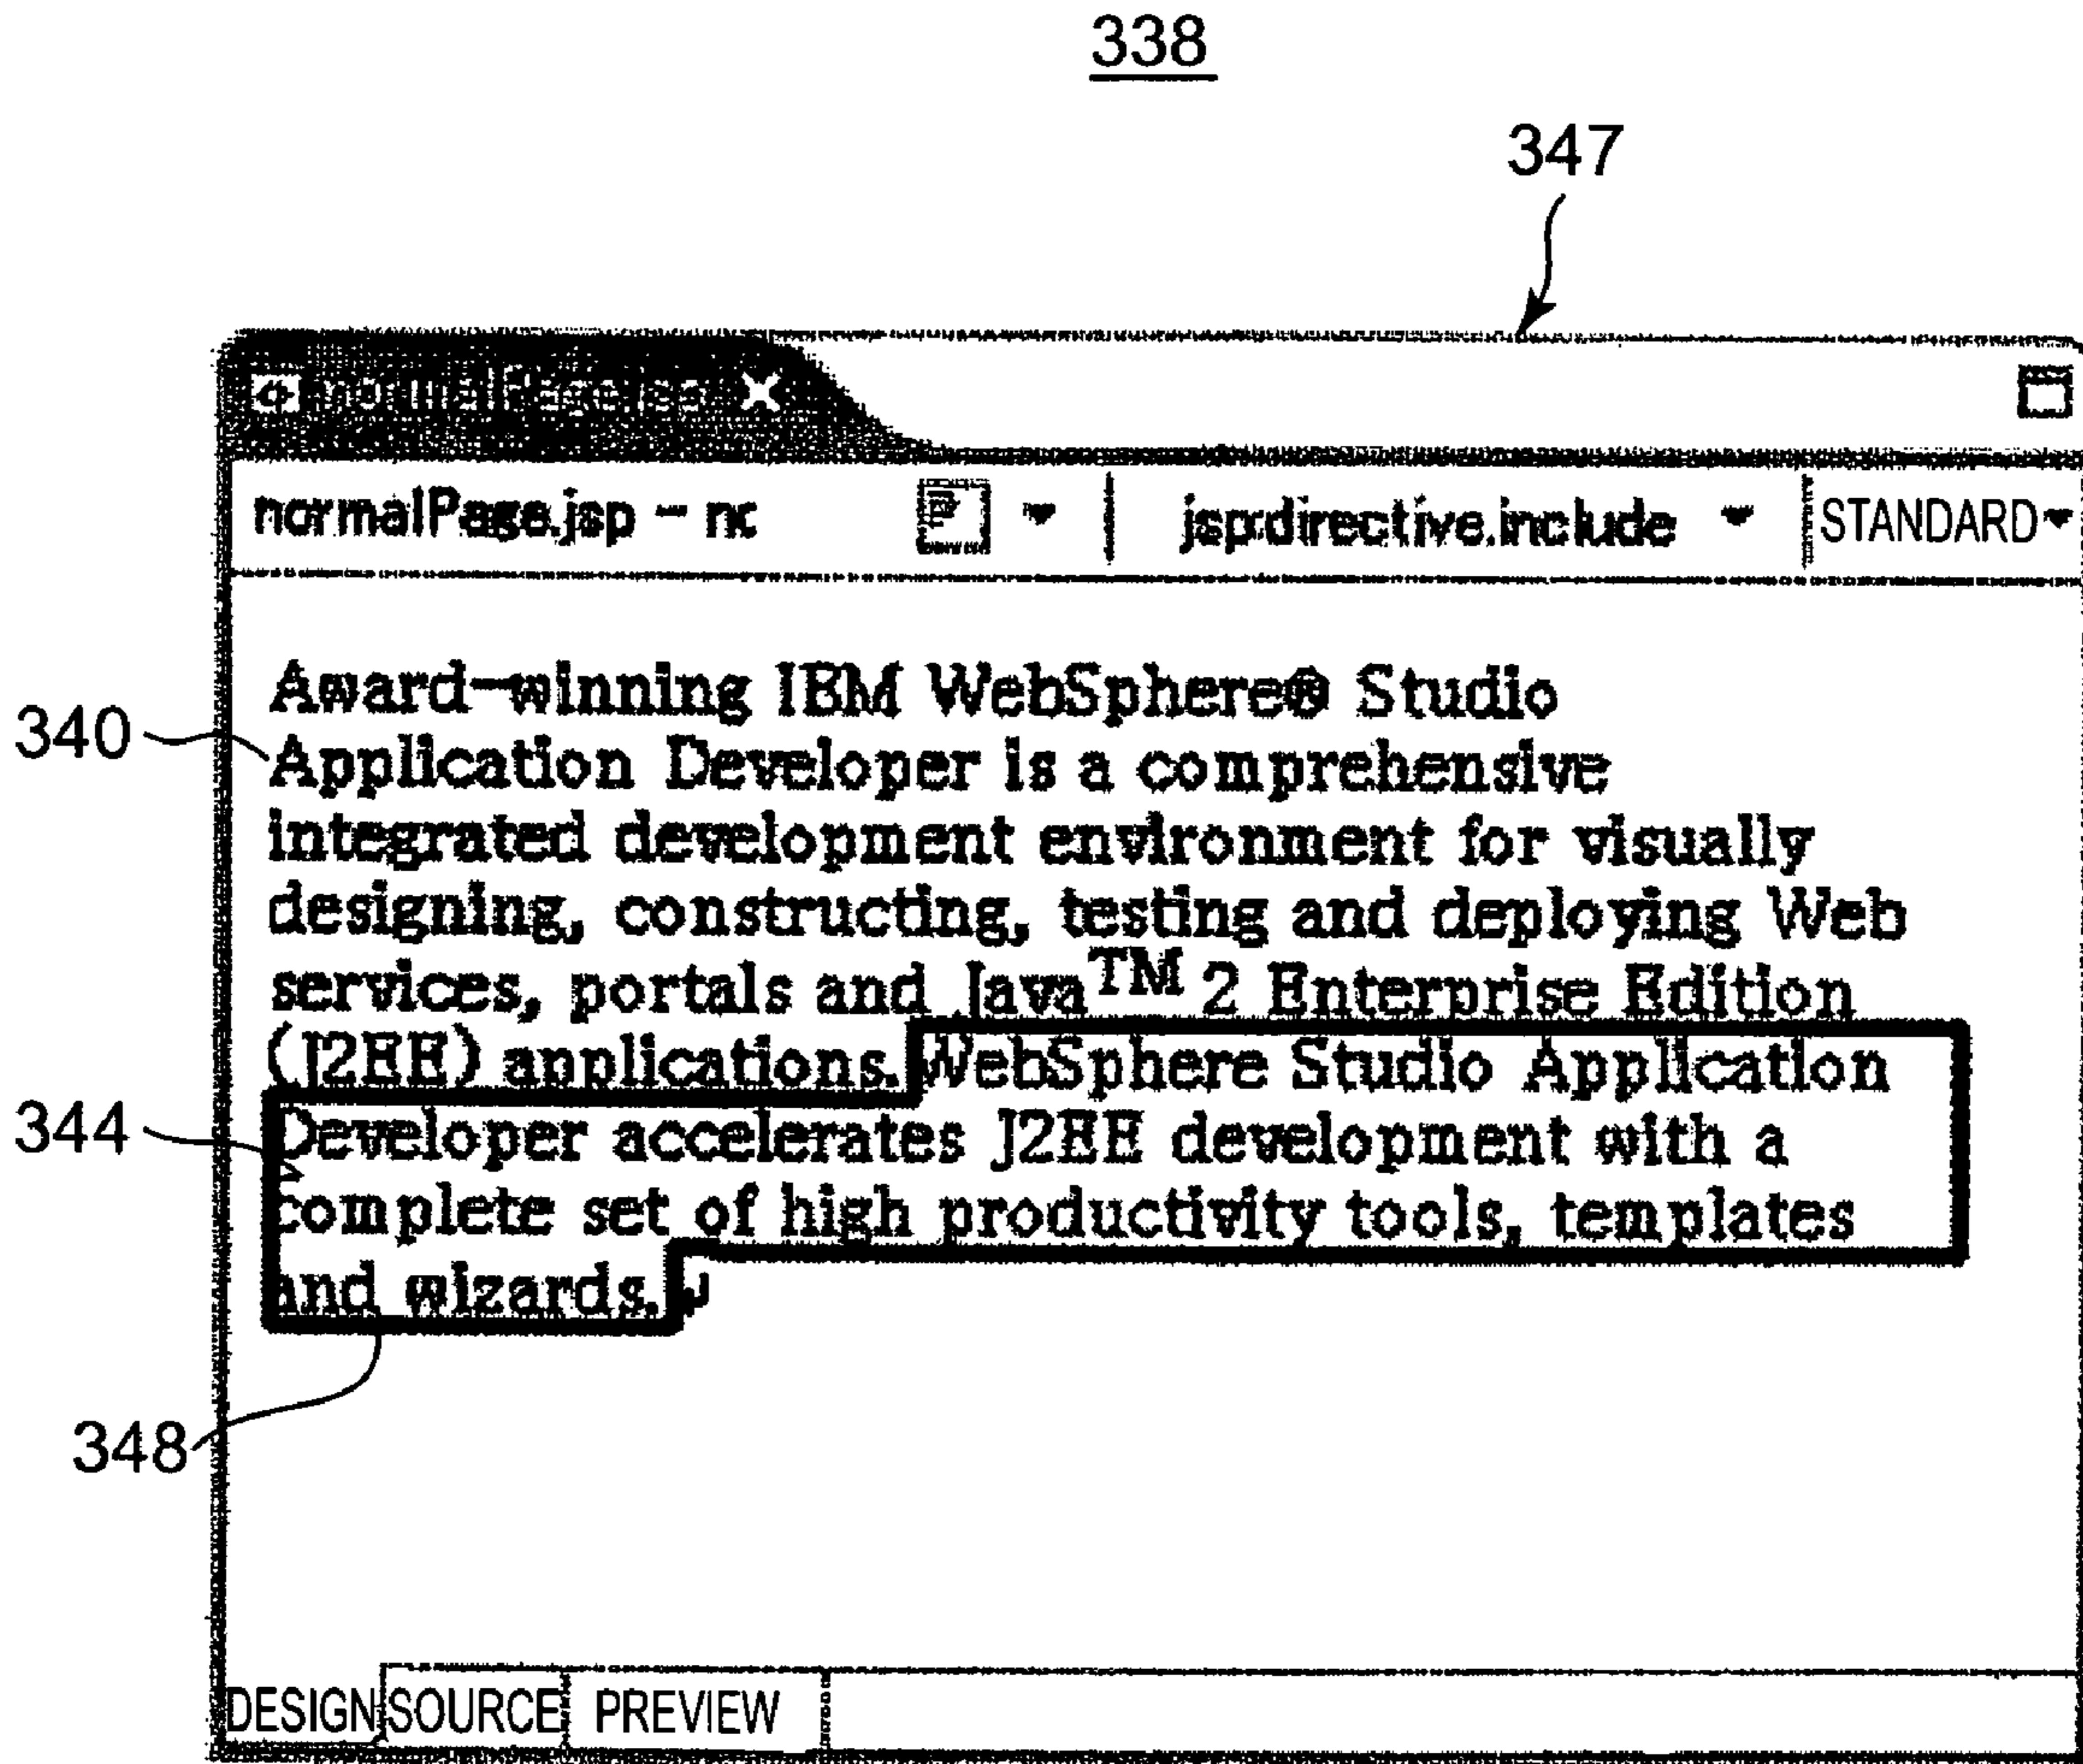 338
347
normalPage.jsp
normalPage.jsp - nc
jsp:directive.include
STANDARD
340
Award-winning IBM WebSphere® Studio
Application Developer is a comprehensive
integrated development environment for visually
designing, constructing, testing and deploying Web
services, portals and Java™ 2 Enterprise Edition
(J2EE) applications. WebSphere Studio Application
344
Developer accelerates J2EE development with a
complete set of high productivity tools, templates
and wizards.
348
DESIGN SOURCE PREVIEW